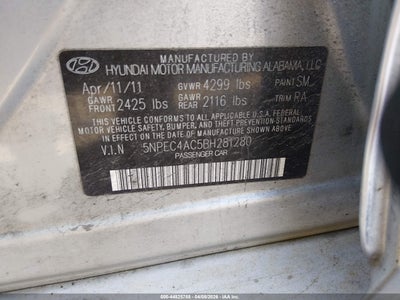 MANUFACTURED BY
HYUNDAI MOTOR MANUFACTURING ALABAMA, LLC
Apr/11/11 GVWR 4299 lbs PAINT SM
GAWR FRONT 2425 lbs GAWR REAR 2116 lbs TRIM RA
THIS VEHICLE CONFORMS TO ALL APPLICABLE FEDERAL
MOTOR VEHICLE SAFETY, BUMPER, AND THEFT PREVENTION
STANDARDS IN EFFECT ON THE DATE OF MANUFACTURE
SHOWN ABOVE.
V.I.N 5NPEC4AC5BH281280
PASSENGER CAR